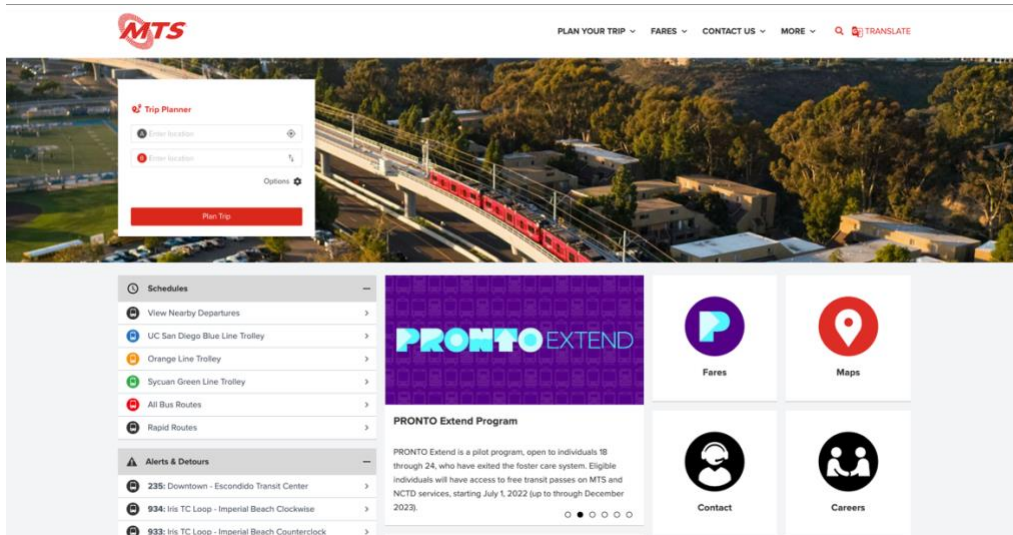 MTS
PLAN YOUR TRIP
FARES
CONTACT US
MORE
TRANSLATE
Trip Planner
A Enter location
B Enter location
Options
Plan Trip
Schedules
View Nearby Departures
UC San Diego Blue Line Trolley
Orange Line Trolley
Sycuan Green Line Trolley
All Bus Routes
Rapid Routes
Alerts & Detours
235: Downtown - Escondido Transit Center
934: Iris TC Loop - Imperial Beach Clockwise
933: Iris TC Loop - Imperial Beach Counterclock
PRONTO EXTEND
PRONTO Extend Program
PRONTO Extend is a pilot program, open to individuals 18
through 24, who have exited the foster care system. Eligible
individuals will have access to free transit passes on MTS and
NCTD services, starting July 1, 2022 (up to through December
2023).
P
Fares
Maps
Contact
Careers